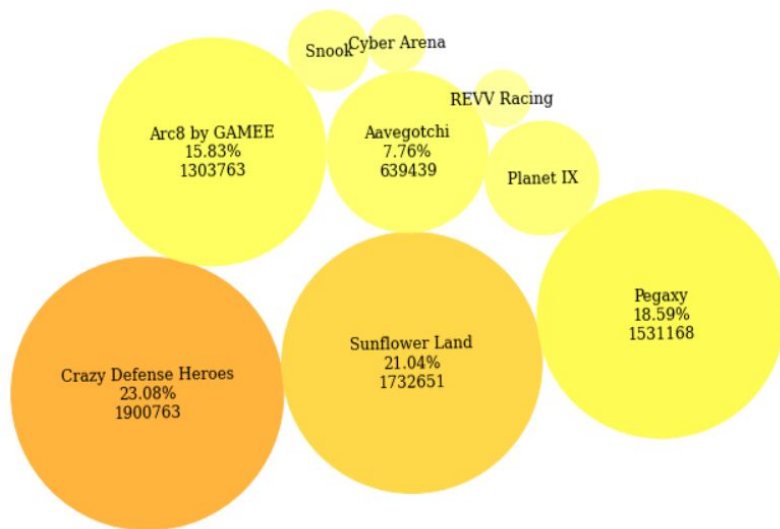 Snook
Cyber Arena
REVV Racing
Arc8 by GAMEE
15.83%
1303763
Aavegotchi
7.76%
639439
Planet IX
Pegaxy
18.59%
1531168
Sunflower Land
21.04%
1732651
Crazy Defense Heroes
23.08%
1900763